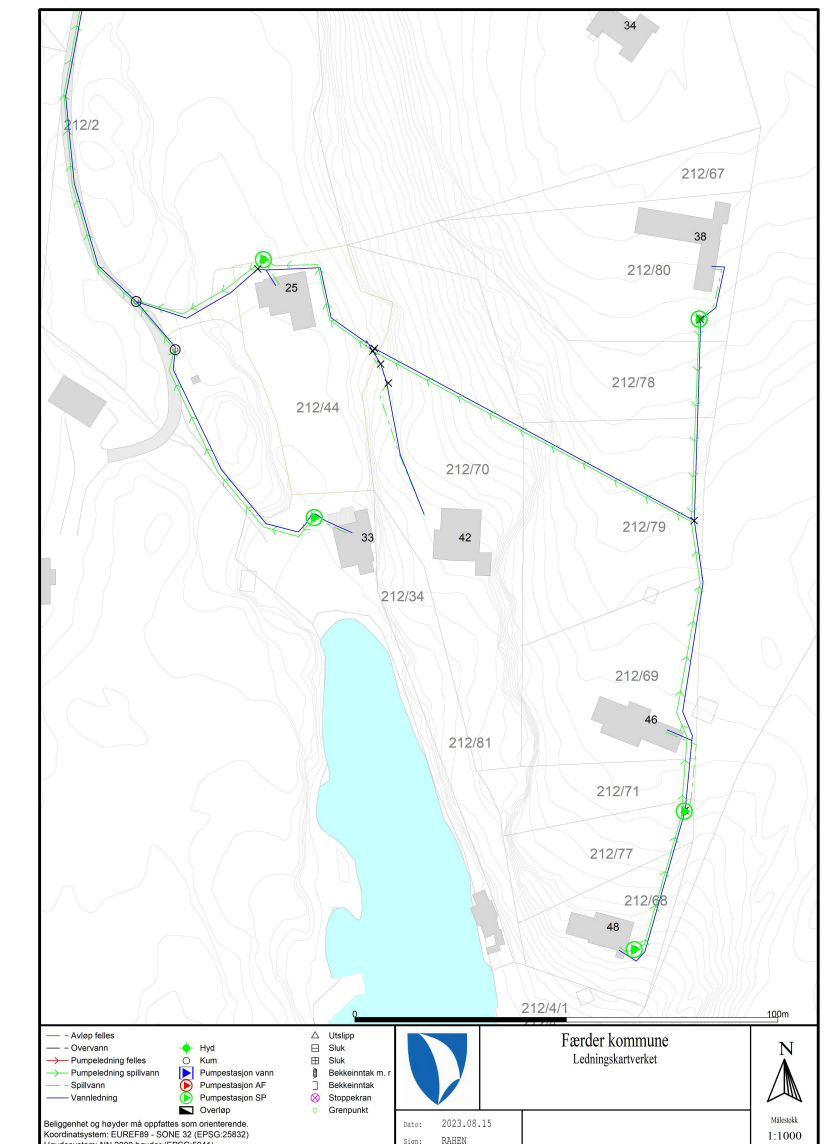 34
212/2
212/67
38
212/80
25
212/78
212/44
212/70
212/79
33
42
212/34
212/69
46
212/81
212/71
212/77
212/68
48
212/4/1
0 100m
Avløp felles
Overvann
Pumpeledning felles
Pumpeledning spillvann
Spillvann
Vannledning
Hyd
Kum
Pumpestasjon vann
Pumpestasjon AF
Pumpestasjon SP
Overløp
Utslipp
Sluk
Sluk
Bekkeinntak m. r
Bekkeinntak
Stoppekran
Grenpunkt
Beliggenhet og høyder må oppfattes som orienterende.
Koordinatsystem: EUREF89 - SONE 32 (EPSG:25832)
Færder kommune
Ledningskartverket
Dato: 2023.08.15
Sign: RAHEN
N
Målestokk
1:1000